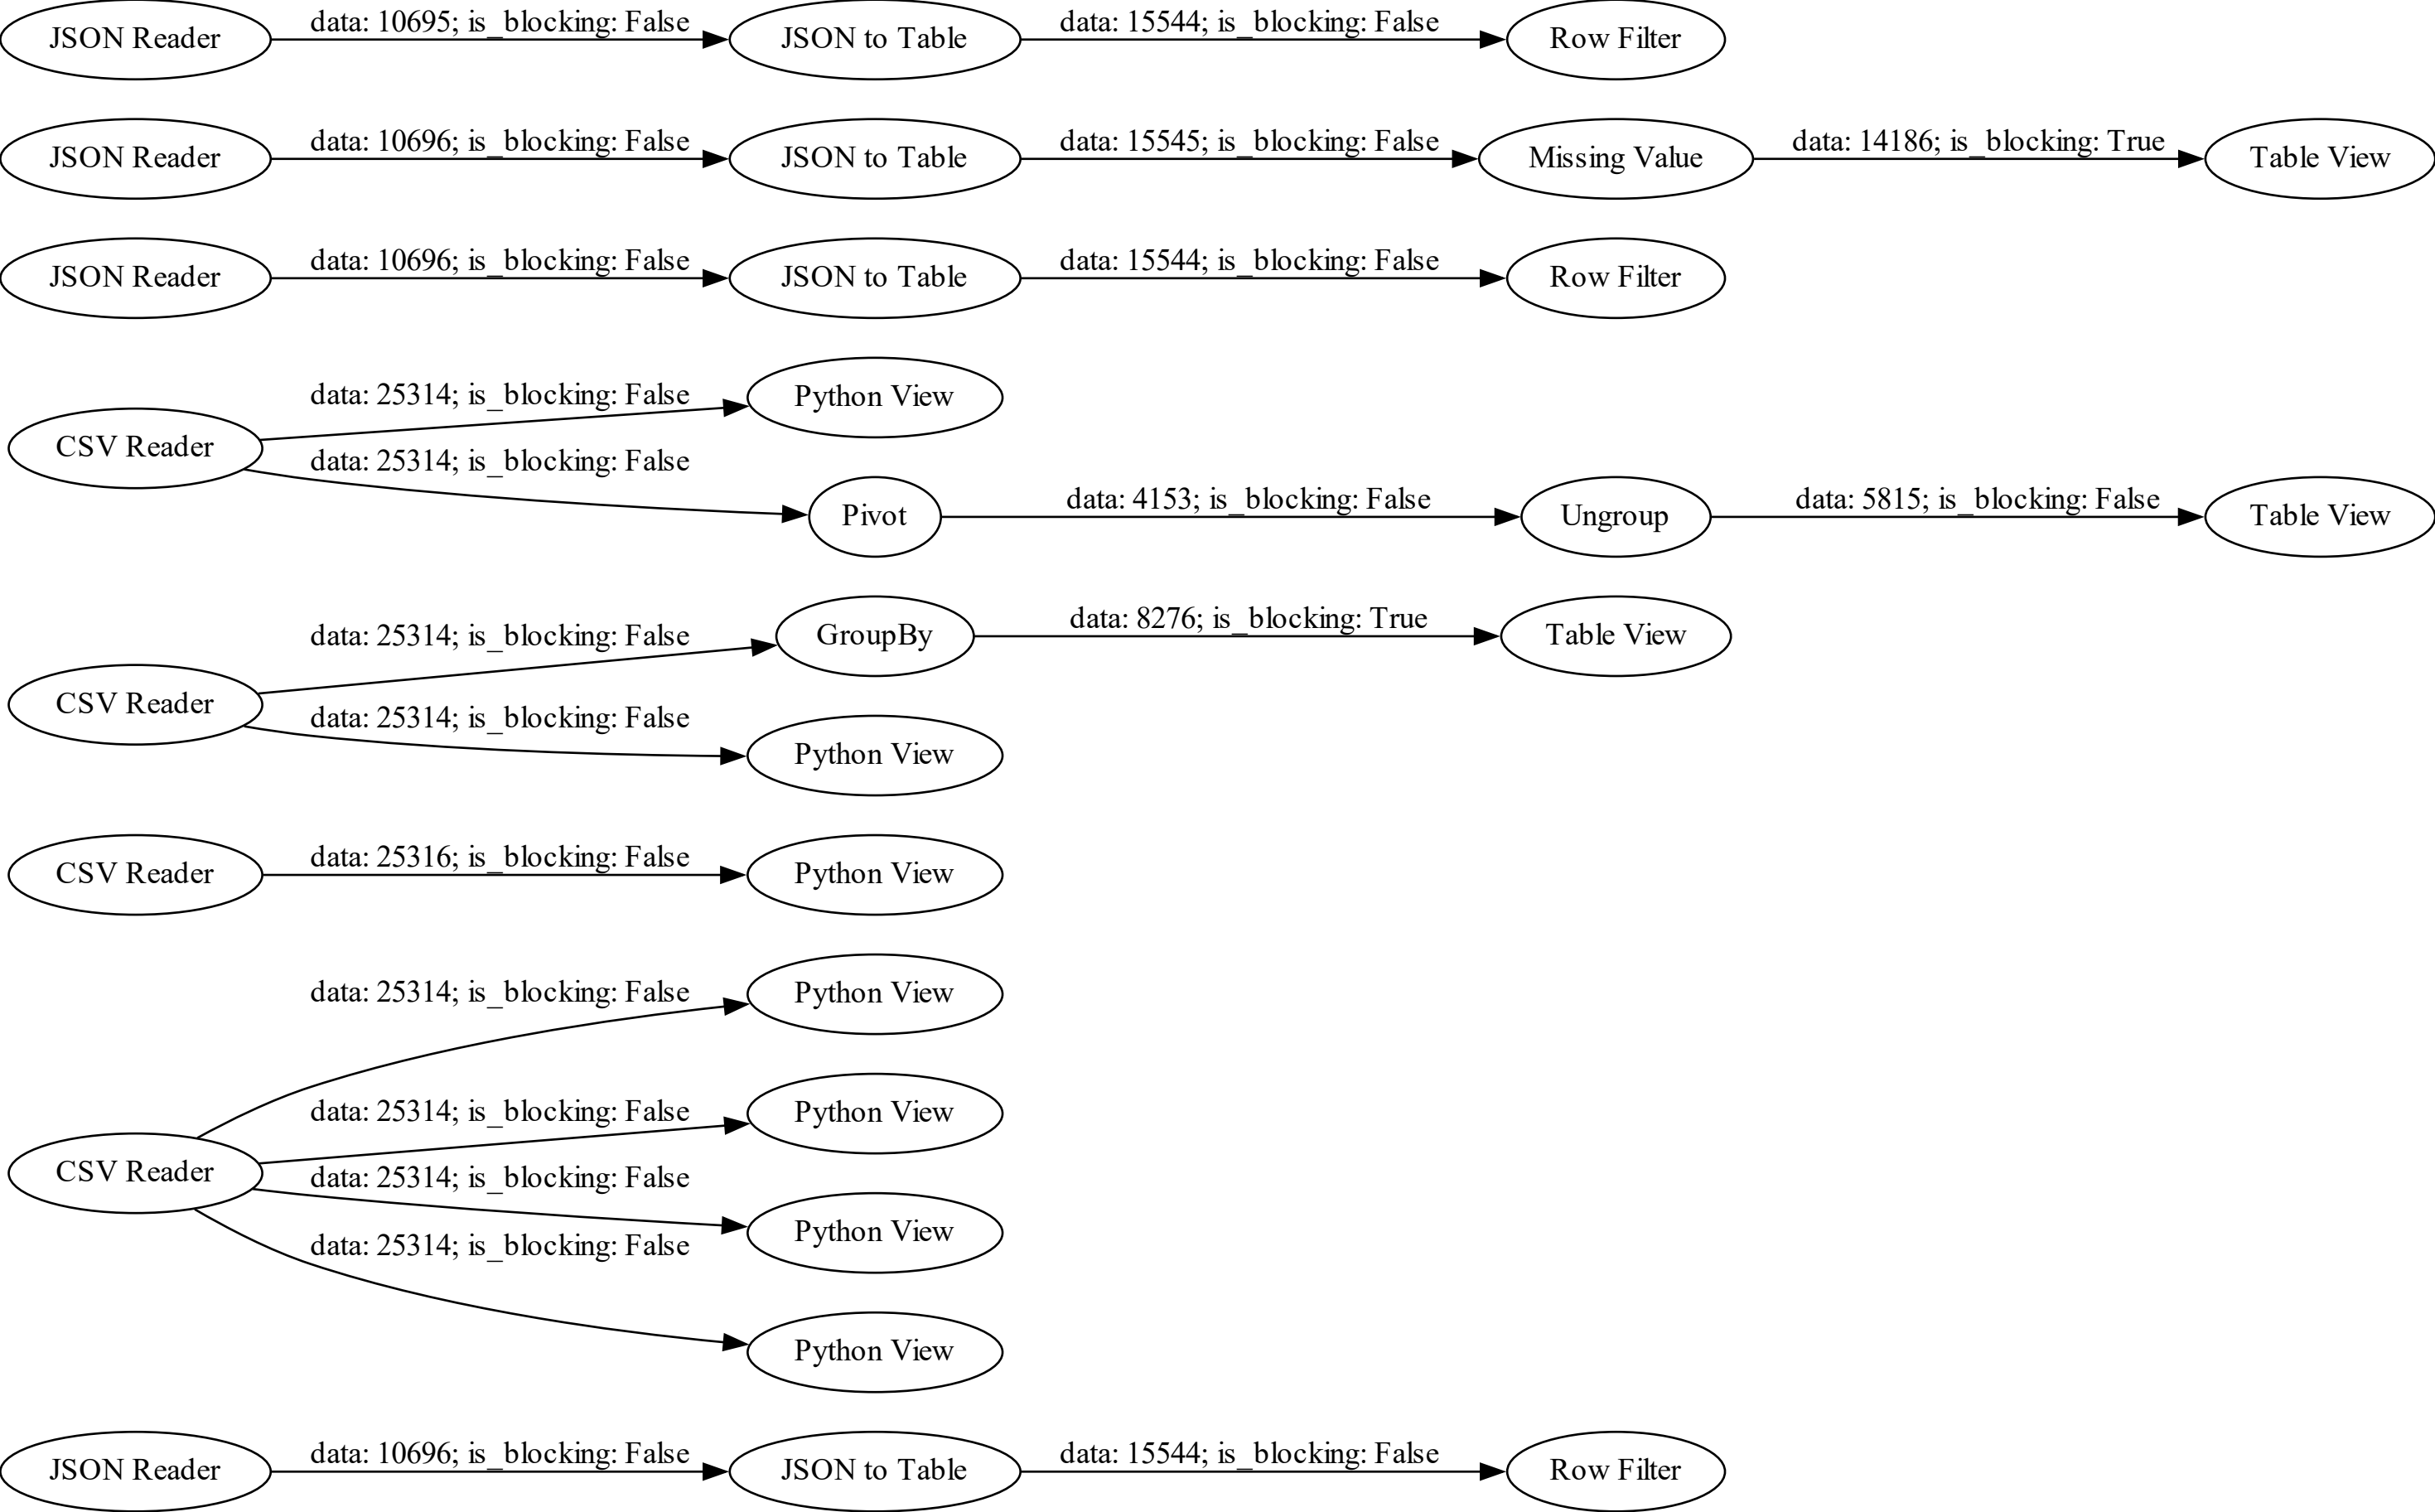 JSON Reader data: 10695; is_blocking: False JSON to Table data: 15544; is_blocking: False Row Filter
JSON Reader data: 10696; is_blocking: False JSON to Table data: 15545; is_blocking: False Missing Value data: 14186; is_blocking: True Table View
JSON Reader data: 10696; is_blocking: False JSON to Table data: 15544; is_blocking: False Row Filter
data: 25314; is_blocking: False Python View
CSV Reader
data: 25314; is_blocking: False
Pivot data: 4153; is_blocking: False Ungroup data: 5815; is_blocking: False Table View
data: 25314; is_blocking: False GroupBy data: 8276; is_blocking: True Table View
CSV Reader
data: 25314; is_blocking: False
Python View
CSV Reader data: 25316; is_blocking: False Python View
data: 25314; is_blocking: False Python View
data: 25314; is_blocking: False Python View
CSV Reader data: 25314; is_blocking: False
Python View
data: 25314; is_blocking: False
Python View
JSON Reader data: 10696; is_blocking: False JSON to Table data: 15544; is_blocking: False Row Filter